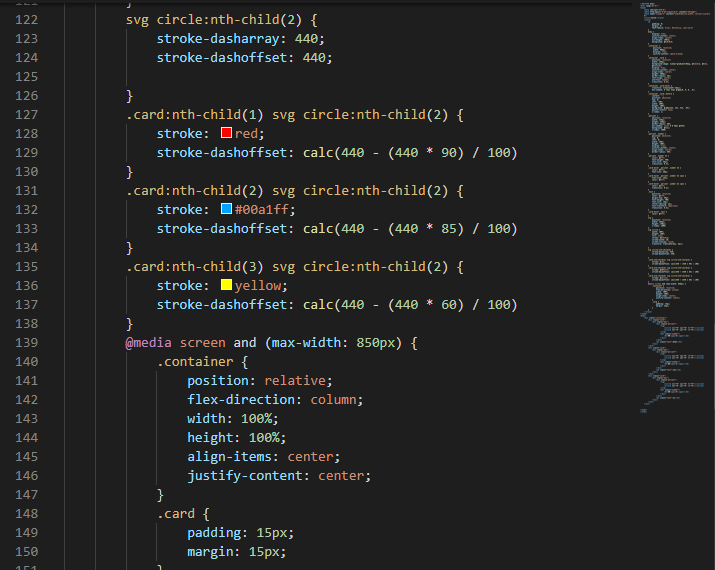 122 svg circle:nth-child(2) {
123 stroke-dasharray: 440;
124 stroke-dashoffset: 440;
125
126 }
127 .card:nth-child(1) svg circle:nth-child(2) {
128 stroke: red;
129 stroke-dashoffset: calc(440 - (440 * 90) / 100)
130 }
131 .card:nth-child(2) svg circle:nth-child(2) {
132 stroke: #00a1ff;
133 stroke-dashoffset: calc(440 - (440 * 85) / 100)
134 }
135 .card:nth-child(3) svg circle:nth-child(2) {
136 stroke: yellow;
137 stroke-dashoffset: calc(440 - (440 * 60) / 100)
138 }
139 @media screen and (max-width: 850px) {
140 .container {
141 position: relative;
142 flex-direction: column;
143 width: 100%;
144 height: 100%;
145 align-items: center;
146 justify-content: center;
147 }
148 .card {
149 padding: 15px;
150 margin: 15px;